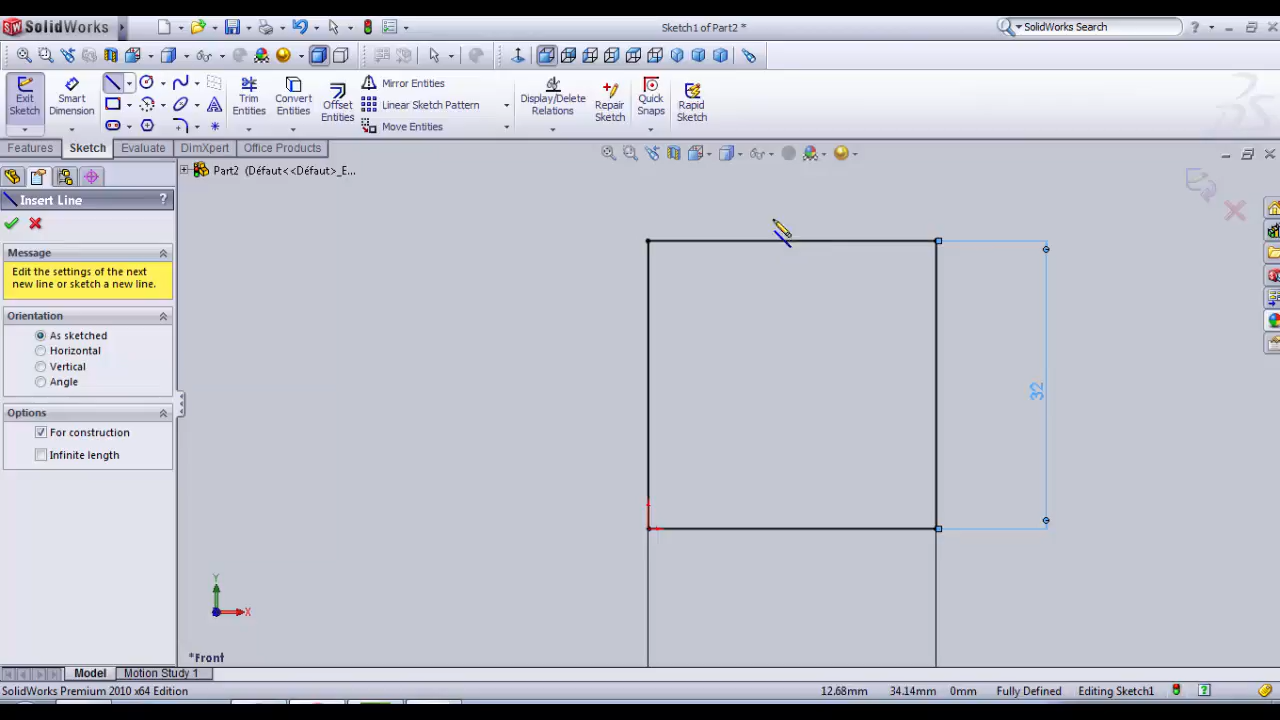 SolidWorks
Sketch1 of Part2 *
SolidWorks Search
?
Exit Sketch
Smart Dimension
Trim Entities
Convert Entities
Offset Entities
Mirror Entities
Linear Sketch Pattern
Move Entities
Display/Delete Relations
Repair Sketch
Quick Snaps
Rapid Sketch
Features
Sketch
Evaluate
DimXpert
Office Products
Part2 (Défaut<<Défaut>_E...
Insert Line
?
Message
Edit the settings of the next
new line or sketch a new line.
Orientation
As sketched
Horizontal
Vertical
Angle
Options
For construction
Infinite length
32
Y
X
*Front
Model
Motion Study 1
SolidWorks Premium 2010 x64 Edition
12.68mm 34.14mm 0mm Fully Defined Editing Sketch1
?